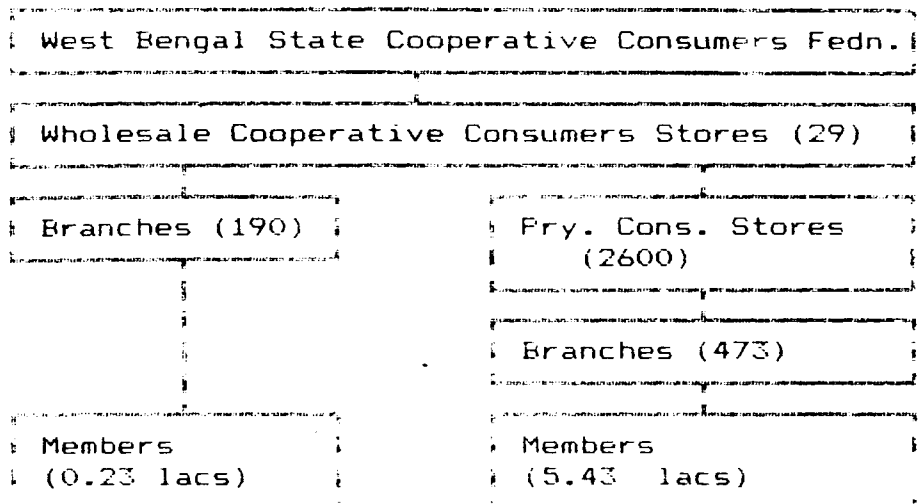 West Bengal State Cooperative Consumers Fedn.
Wholesale Cooperative Consumers Stores (29)
Branches (190)
Pry. Cons. Stores
(2600)
Branches (473)
Members
(0.23 lacs)
Members
(5.43 lacs)